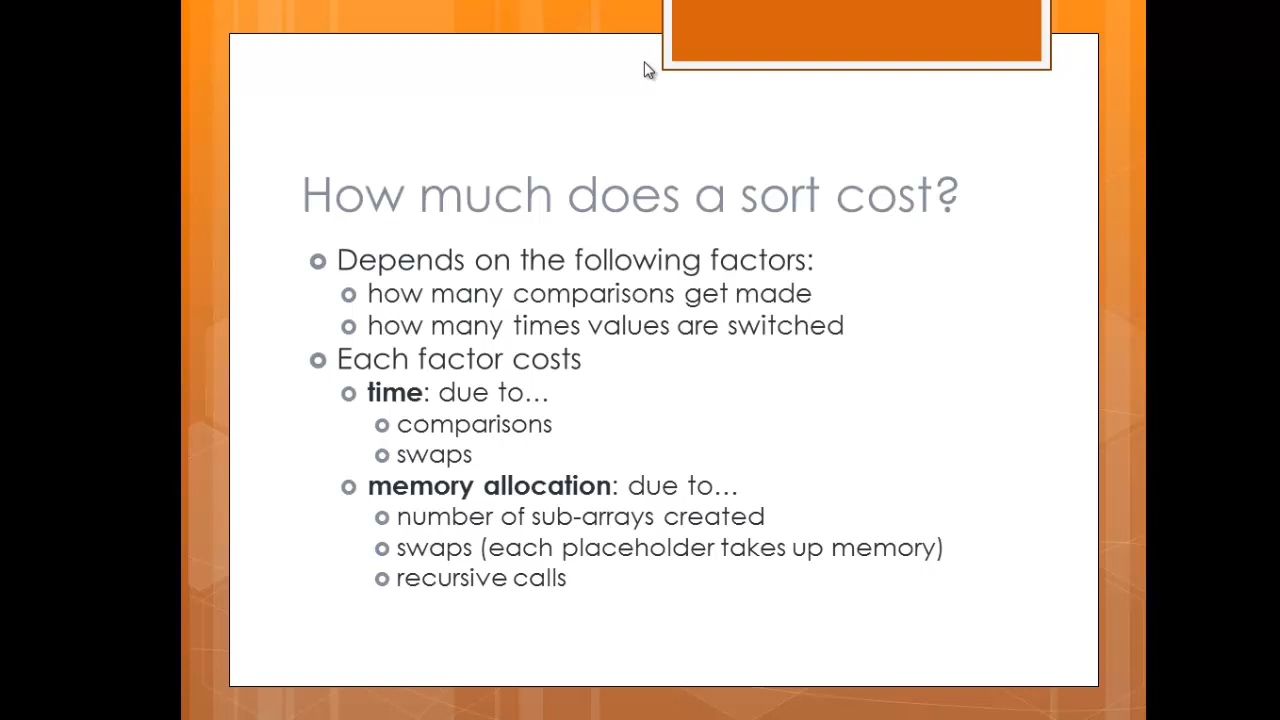 How much does a sort cost?
Depends on the following factors:
how many comparisons get made
how many times values are switched
Each factor costs
time: due to…
comparisons
swaps
memory allocation: due to…
number of sub-arrays created
swaps (each placeholder takes up memory)
recursive calls